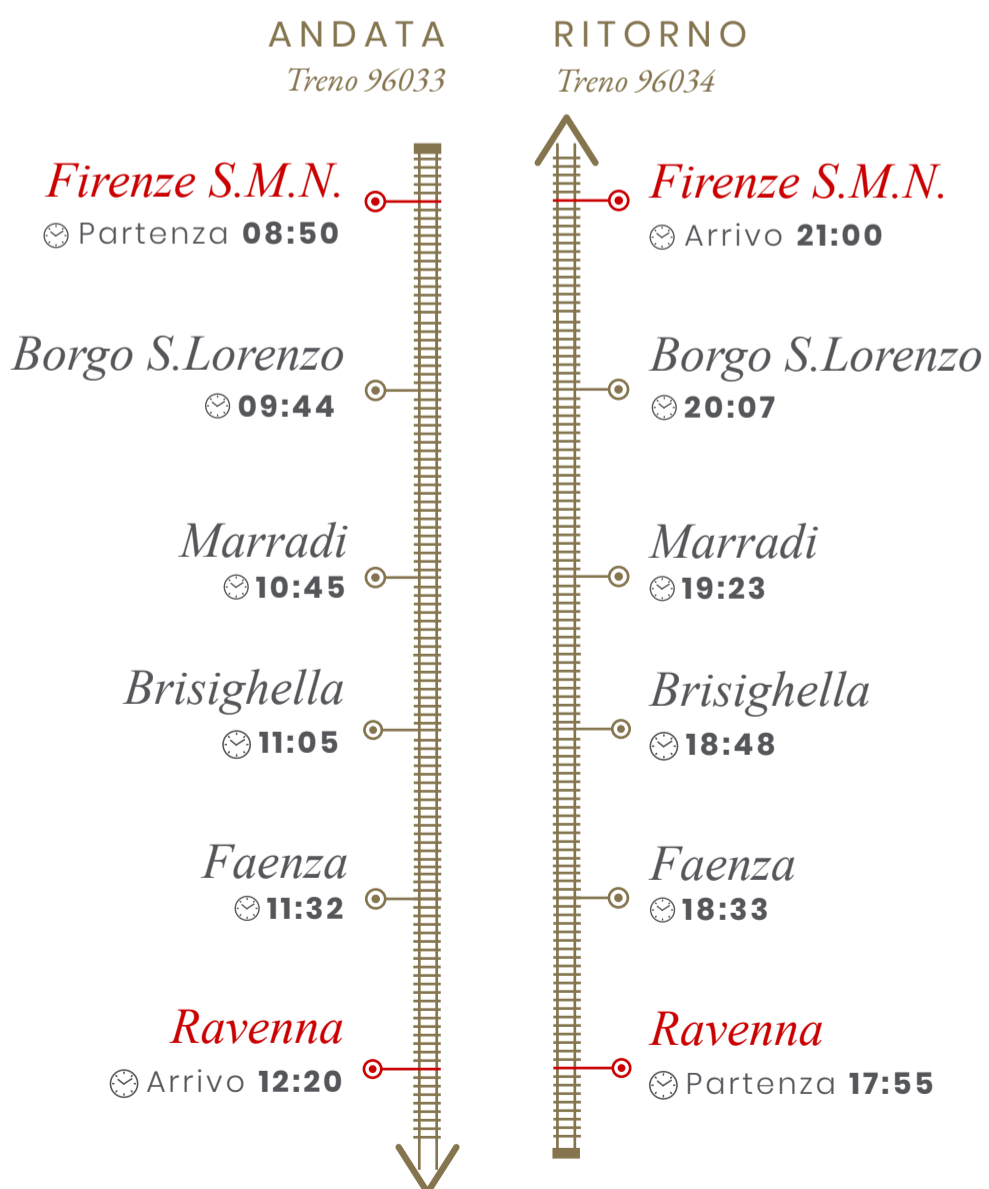 ANDATA
Treno 96033
Firenze S.M.N.
Partenza 08:50
Borgo S.Lorenzo
09:44
Marradi
10:45
Brisighella
11:05
Faenza
11:32
Ravenna
Arrivo 12:20
RITORNO
Treno 96034
Firenze S.M.N.
Arrivo 21:00
Borgo S.Lorenzo
20:07
Marradi
19:23
Brisighella
18:48
Faenza
18:33
Ravenna
Partenza 17:55